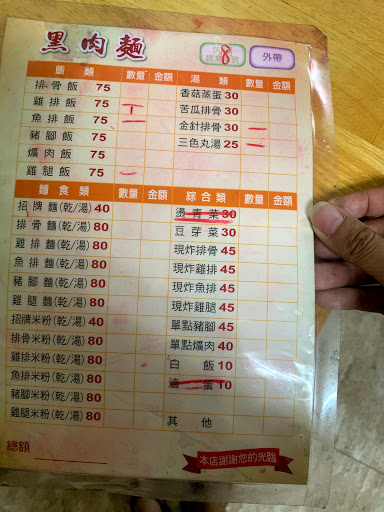 黑肉麵
內用 8
外帶
飯類 數量 金額 湯類 數量 金額
排骨飯 75 香菇蒸蛋 30
雞排飯 75 苦瓜排骨 30
魚排飯 75 金針排骨 30
豬腳飯 75 三色丸湯 25
爌肉飯 75
雞腿飯 75
麵食類 數量 金額 綜合類 數量 金額
招牌麵(乾/湯) 40 燙青菜 30
排骨麵(乾/湯) 80 豆芽菜 30
雞排麵(乾/湯) 80 現炸排骨 45
魚排麵(乾/湯) 80 現炸雞排 45
豬腳麵(乾/湯) 80 現炸魚排 45
雞腿麵(乾/湯) 80 現炸雞腿 45
招牌米粉(乾/湯) 40 單點豬腳 45
排骨米粉(乾/湯) 80 單點爌肉 40
雞排米粉(乾/湯) 80 白飯 10
魚排米粉(乾/湯) 80 滷蛋 10
豬腳米粉(乾/湯) 80
雞腿米粉(乾/湯) 80 其他
總額
本店謝謝您的光臨